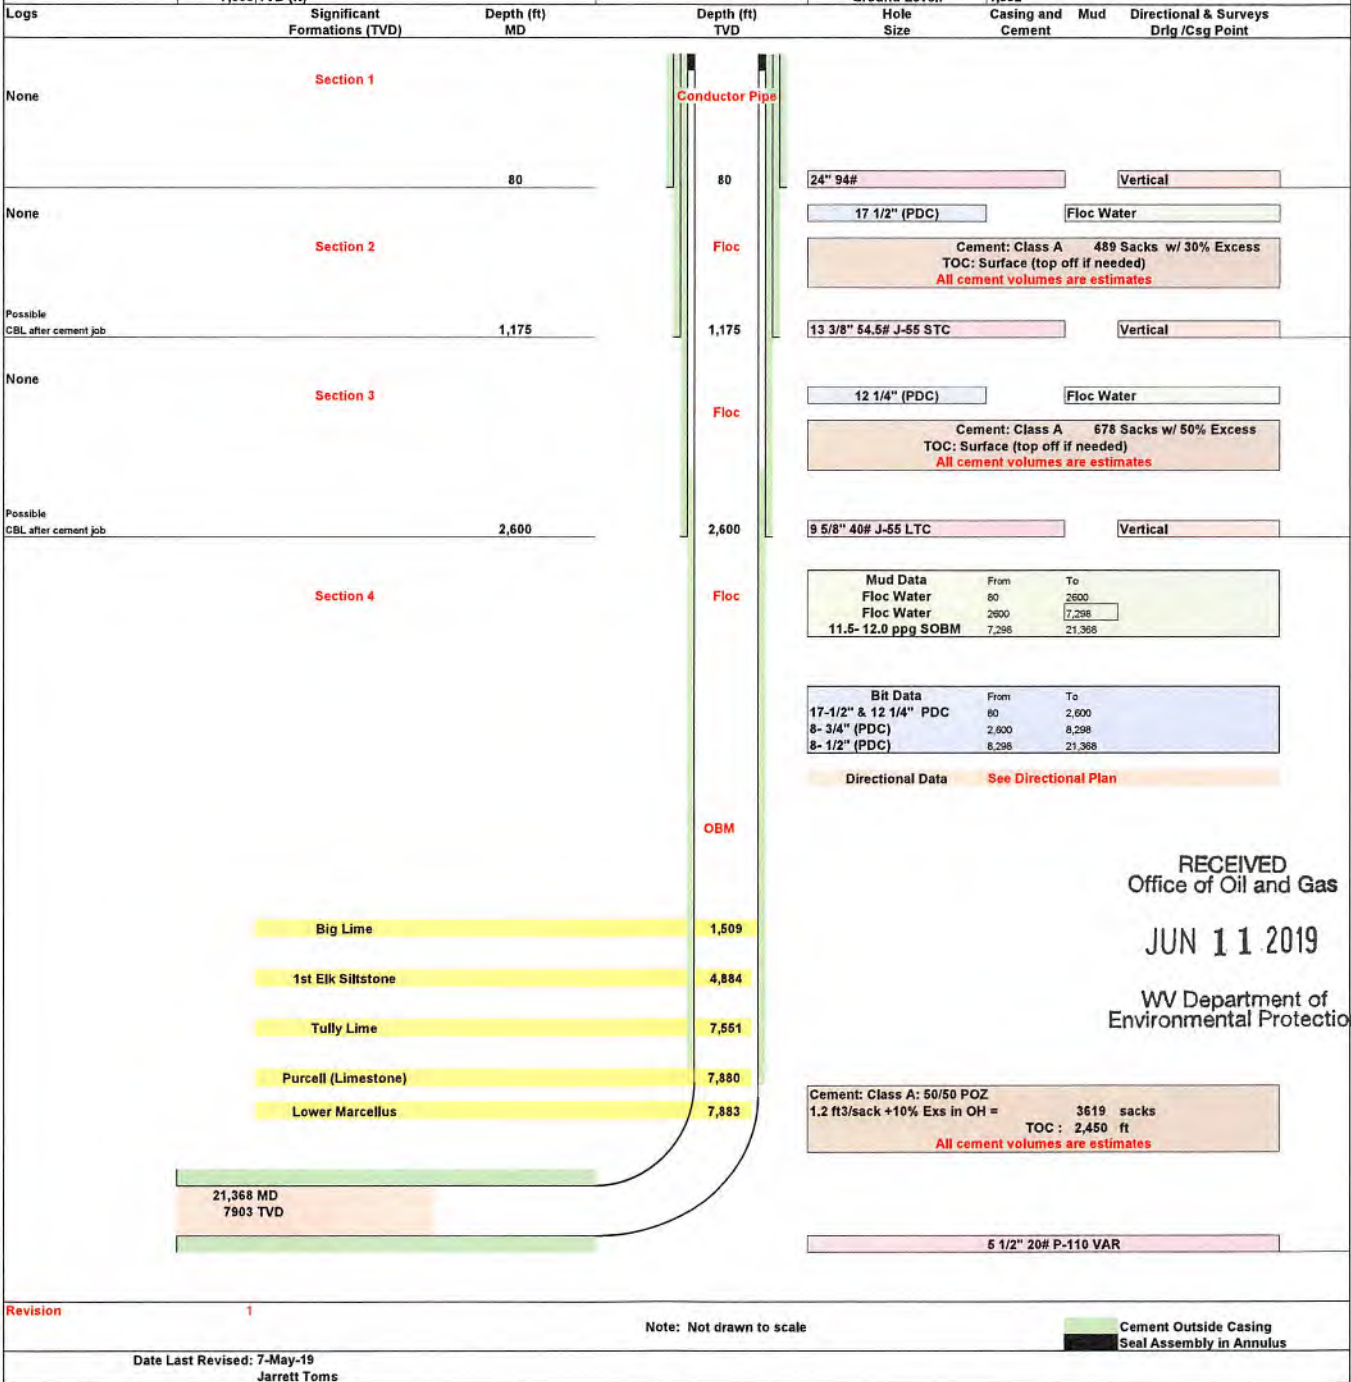 Logs Significant Depth (ft) Depth (ft) Hole Casing and Mud Directional & Surveys
Formations (TVD) MD TVD Size Cement Drlg /Csg Point
Section 1
None
Conductor Pipe
80 80 24" 94# Vertical
None 17 1/2" (PDC) Floc Water
Section 2 Floc
Cement: Class A 489 Sacks w/ 30% Excess
TOC: Surface (top off if needed)
All cement volumes are estimates
Possible
CBL after cement job 1,175 1,175 13 3/8" 54.5# J-55 STC Vertical
None
Section 3 12 1/4" (PDC) Floc Water
Floc
Cement: Class A 678 Sacks w/ 50% Excess
TOC: Surface (top off if needed)
All cement volumes are estimates
Possible
CBL after cement job 2,600 2,600 9 5/8" 40# J-55 LTC Vertical
Section 4 Floc
Mud Data From To
Floc Water 80 2600
Floc Water 2600 7,298
11.5- 12.0 ppg SOBM 7,298 21,368
Bit Data From To
17-1/2" & 12 1/4" PDC 80 2,600
8- 3/4" (PDC) 2,600 8,298
8- 1/2" (PDC) 8,298 21,368
Directional Data See Directional Plan
OBM
RECEIVED
Office of Oil and Gas
JUN 11 2019
WV Department of
Environmental Protectio
Big Lime 1,509
1st Elk Siltstone 4,884
Tully Lime 7,551
Purcell (Limestone) 7,880
Lower Marcellus 7,883
Cement: Class A: 50/50 POZ
1.2 ft3/sack +10% Exs in OH = 3619 sacks
TOC : 2,450 ft
All cement volumes are estimates
21,368 MD
7903 TVD
5 1/2" 20# P-110 VAR
Revision 1
Note: Not drawn to scale
Cement Outside Casing
Seal Assembly in Annulus
Date Last Revised: 7-May-19
Jarrett Toms